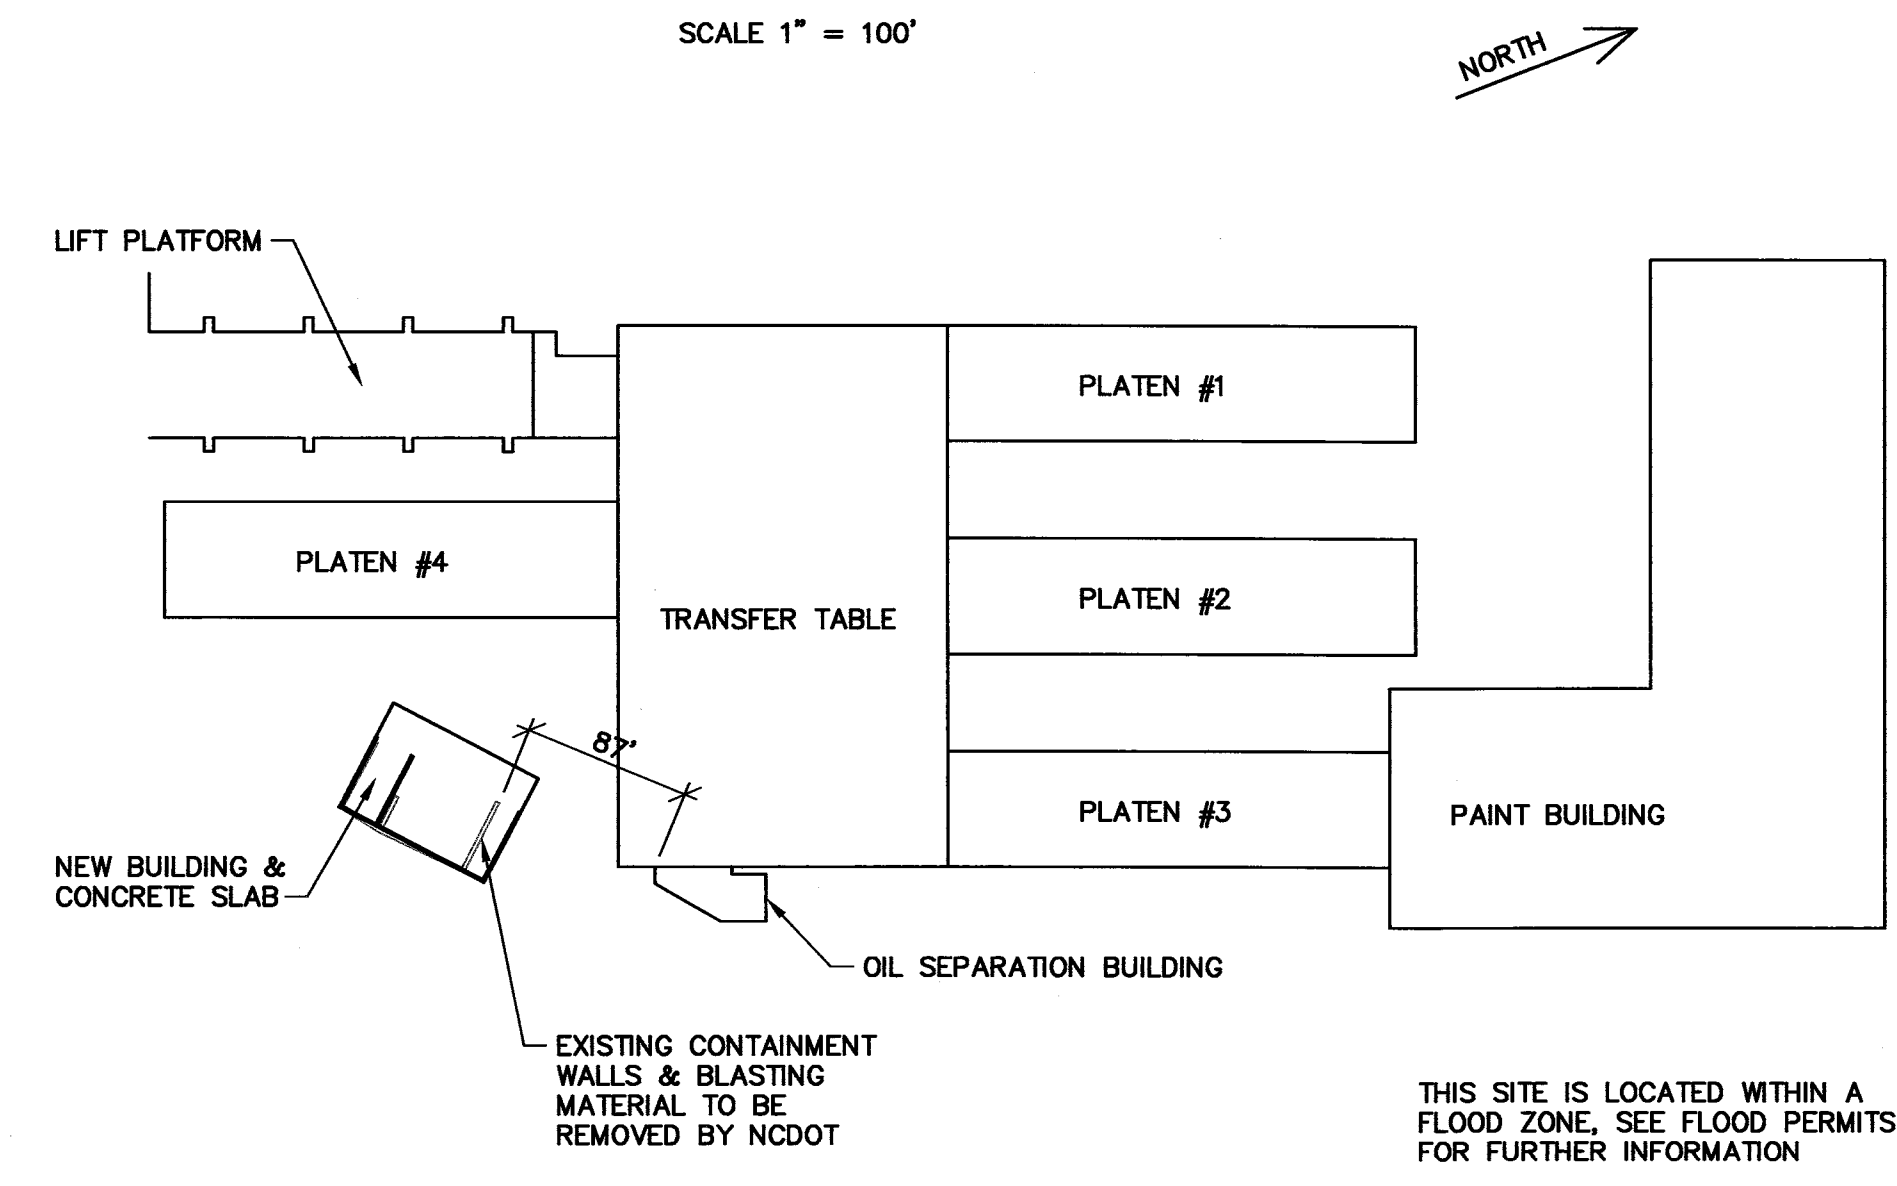 SCALE 1" = 100'
NORTH
LIFT PLATFORM
PLATEN #1
PLATEN #4
PLATEN #2
TRANSFER TABLE
87'
PLATEN #3
PAINT BUILDING
NEW BUILDING &
CONCRETE SLAB
OIL SEPARATION BUILDING
EXISTING CONTAINMENT
WALLS & BLASTING
MATERIAL TO BE
REMOVED BY NCDOT
THIS SITE IS LOCATED WITHIN A
FLOOD ZONE, SEE FLOOD PERMITS
FOR FURTHER INFORMATION